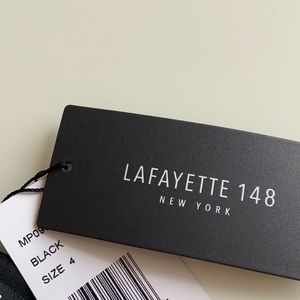 LAFAYETTE 148
NEW YORK
BLACK
SIZE 4